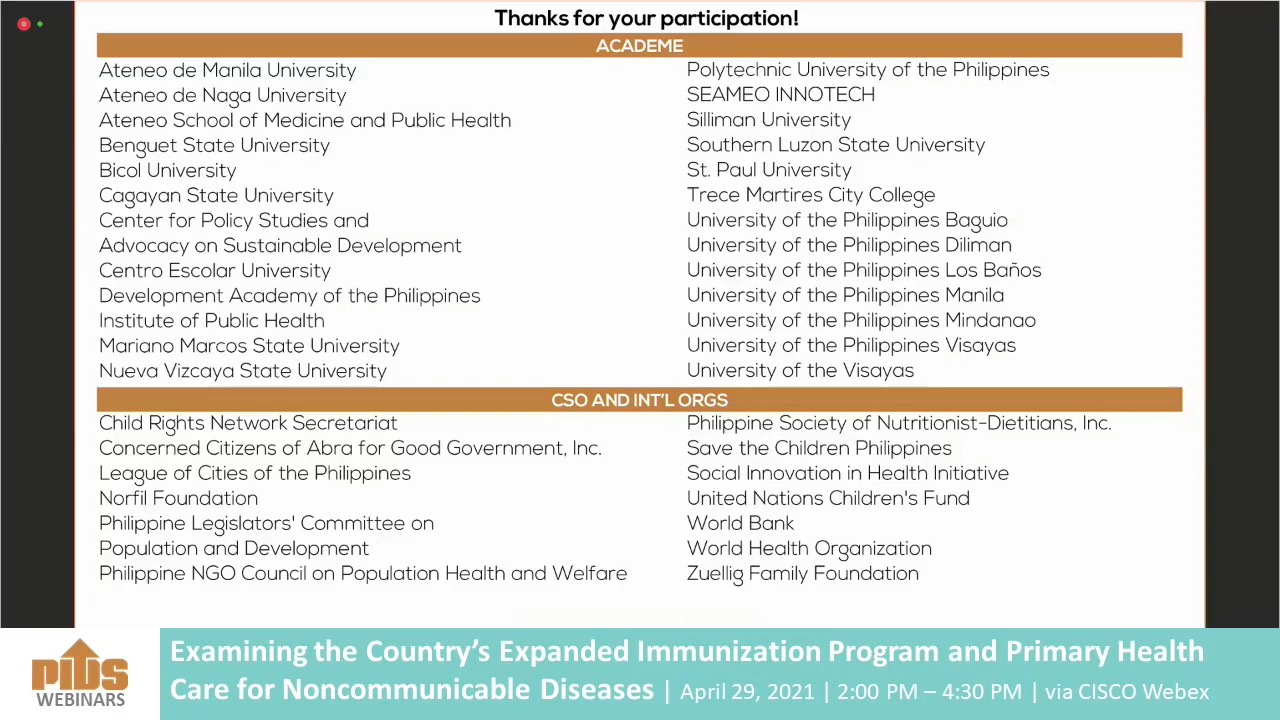 Thanks for your participation!
ACADEME
Ateneo de Manila University
Ateneo de Naga University
Ateneo School of Medicine and Public Health
Benguet State University
Bicol University
Cagayan State University
Center for Policy Studies and
Advocacy on Sustainable Development
Centro Escolar University
Development Academy of the Philippines
Institute of Public Health
Mariano Marcos State University
Nueva Vizcaya State University
Polytechnic University of the Philippines
SEAMEO INNOTECH
Silliman University
Southern Luzon State University
St. Paul University
Trece Martires City College
University of the Philippines Baguio
University of the Philippines Diliman
University of the Philippines Los Baños
University of the Philippines Manila
University of the Philippines Mindanao
University of the Philippines Visayas
University of the Visayas
CSO AND INT'L ORGS
Child Rights Network Secretariat
Concerned Citizens of Abra for Good Government, Inc.
League of Cities of the Philippines
Norfil Foundation
Philippine Legislators' Committee on
Population and Development
Philippine NGO Council on Population Health and Welfare
Philippine Society of Nutritionist-Dietitians, Inc.
Save the Children Philippines
Social Innovation in Health Initiative
United Nations Children's Fund
World Bank
World Health Organization
Zuellig Family Foundation
PIDS
WEBINARS
Examining the Country’s Expanded Immunization Program and Primary Health
Care for Noncommunicable Diseases | April 29, 2021 | 2:00 PM – 4:30 PM | via CISCO Webex